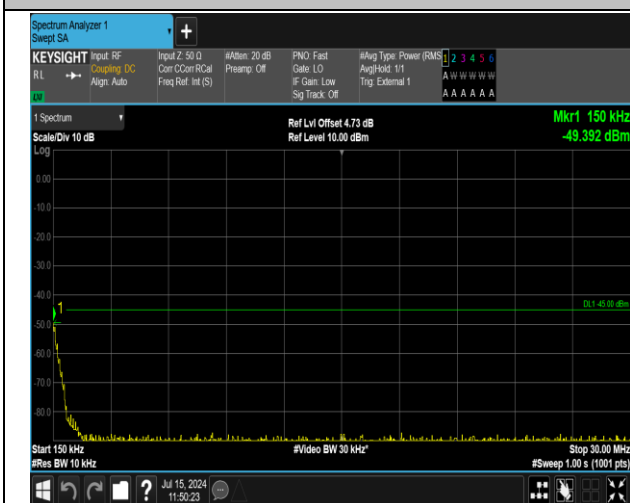 Spectrum Analyzer 1
Swept SA
+
KEYSIGHT
RL
Input: RF
Coupling: DC
Align: Auto
Input Z: 50 Ω
Corr CCorr RCal
Freq Ref: Int (S)
#Atten: 20 dB
Preamp: Off
PNO: Fast
Gate: LO
IF Gain: Low
Sig Track: Off
#Avg Type: Power (RMS
Avg|Hold: 1/1
Trig: External 1
1 2 3 4 5 6
A W W W W W
A A A A A A
1 Spectrum
Scale/Div 10 dB
Log
Ref Lvl Offset 4.73 dB
Ref Level 10.00 dBm
Mkr1 150 kHz
-49.392 dBm
0.00
-10.0
-20.0
-30.0
-40.0
1
DL1 -45.00 dBm
-50.0
-60.0
-70.0
-80.0
Start 150 kHz
#Res BW 10 kHz
#Video BW 30 kHz*
Stop 30.00 MHz
#Sweep 1.00 s (1001 pts)
?
Jul 15, 2024
11:50:23